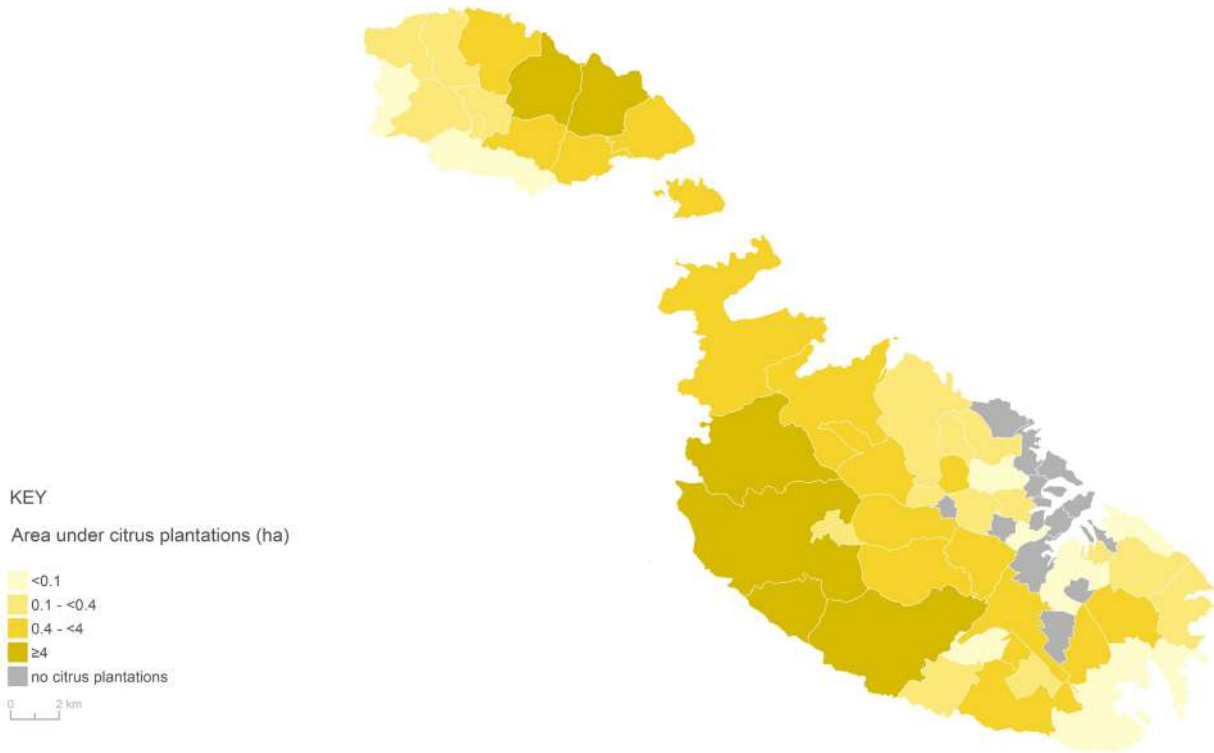 KEY
Area under citrus plantations (ha)
<0.1
0.1 - <0.4
0.4 - <4
≥4
no citrus plantations
0 2 km